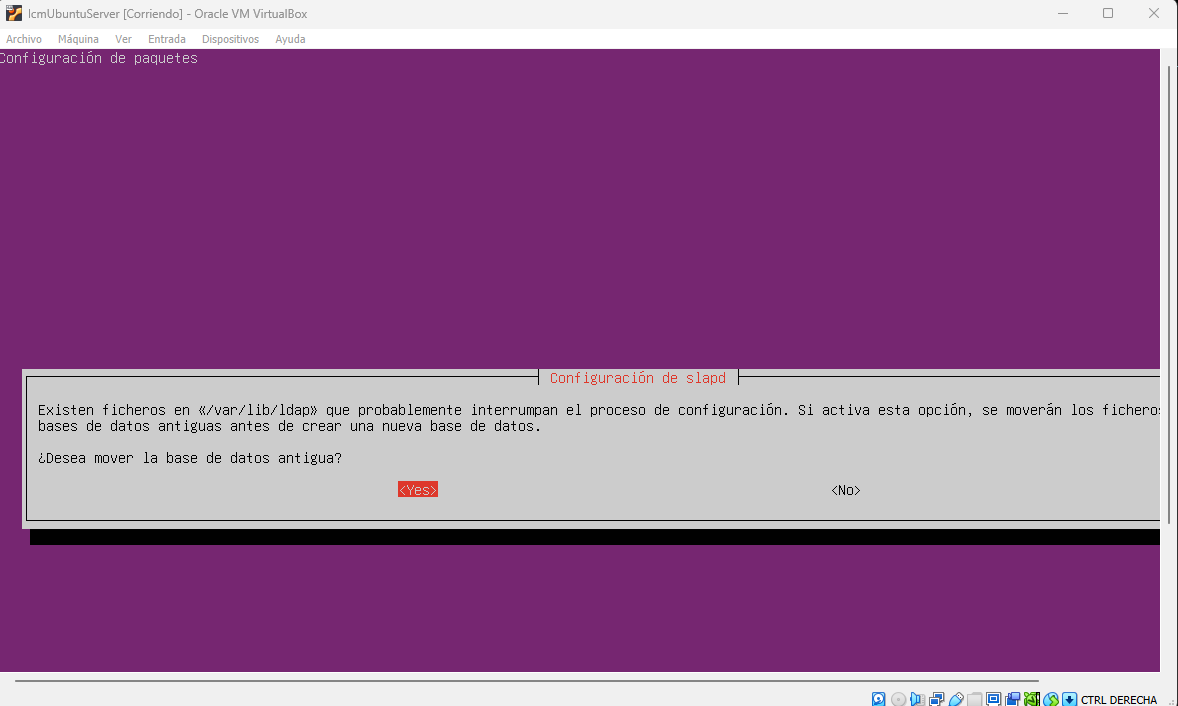 lcmUbuntuServer [Corriendo] - Oracle VM VirtualBox
Archivo Máquina Ver Entrada Dispositivos Ayuda
Configuración de paquetes
Configuración de slapd
Existen ficheros en «/var/lib/ldap» que probablemente interrumpan el proceso de configuración. Si activa esta opción, se moverán los ficheros
bases de datos antiguas antes de crear una nueva base de datos.
¿Desea mover la base de datos antigua?
<Yes> <No>
CTRL DERECHA